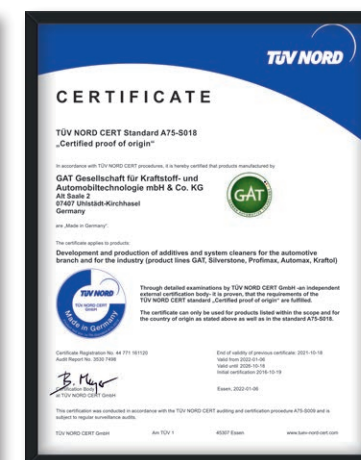 TÜV NORD
CERTIFICATE
TÜV NORD CERT Standard A75-S018
„Certified proof of origin“
In accordance with TÜV NORD CERT procedures, it is hereby certified that products manufactured by
GAT Gesellschaft für Kraftstoff- und
Automobiltechnologie mbH & Co. KG
Alt Saale 2
07407 Uhlstädt-Kirchhasel
Germany
GAT
are „Made in Germany“.
The certificate applies to products:
Development and production of additives and system cleaners for the automotive
branch and for the industry (product lines GAT, Silverstone, Profimax, Automax, Kraftol)
TÜV NORD
TÜV NORD CERT
GmbH
Made in Germany
Through detailed examinations by TÜV NORD CERT GmbH -an independent
external certification body- it is proven, that the requirements of the
TÜV NORD CERT standard „Certified proof of origin“ are fulfilled.
The certificate can only be used for products listed within the scope and for
the country of origin as stated above as well as in the standard A75-S018.
Certificate Registration No. 44 771 161120
Audit Report No. 3530 7498
End of validity of previous certificate: 2021-10-18
Valid from 2022-01-06
Valid until 2026-10-18
Initial certification 2016-10-19
B. Meyer
Certification Body
at TÜV NORD CERT GmbH
Essen, 2022-01-06
This certification was conducted in accordance with the TÜV NORD CERT auditing and certification procedure A75-S009 and is
subject to regular surveillance audits.
TÜV NORD CERT GmbH Am TÜV 1 45307 Essen www.tuev-nord-cert.com